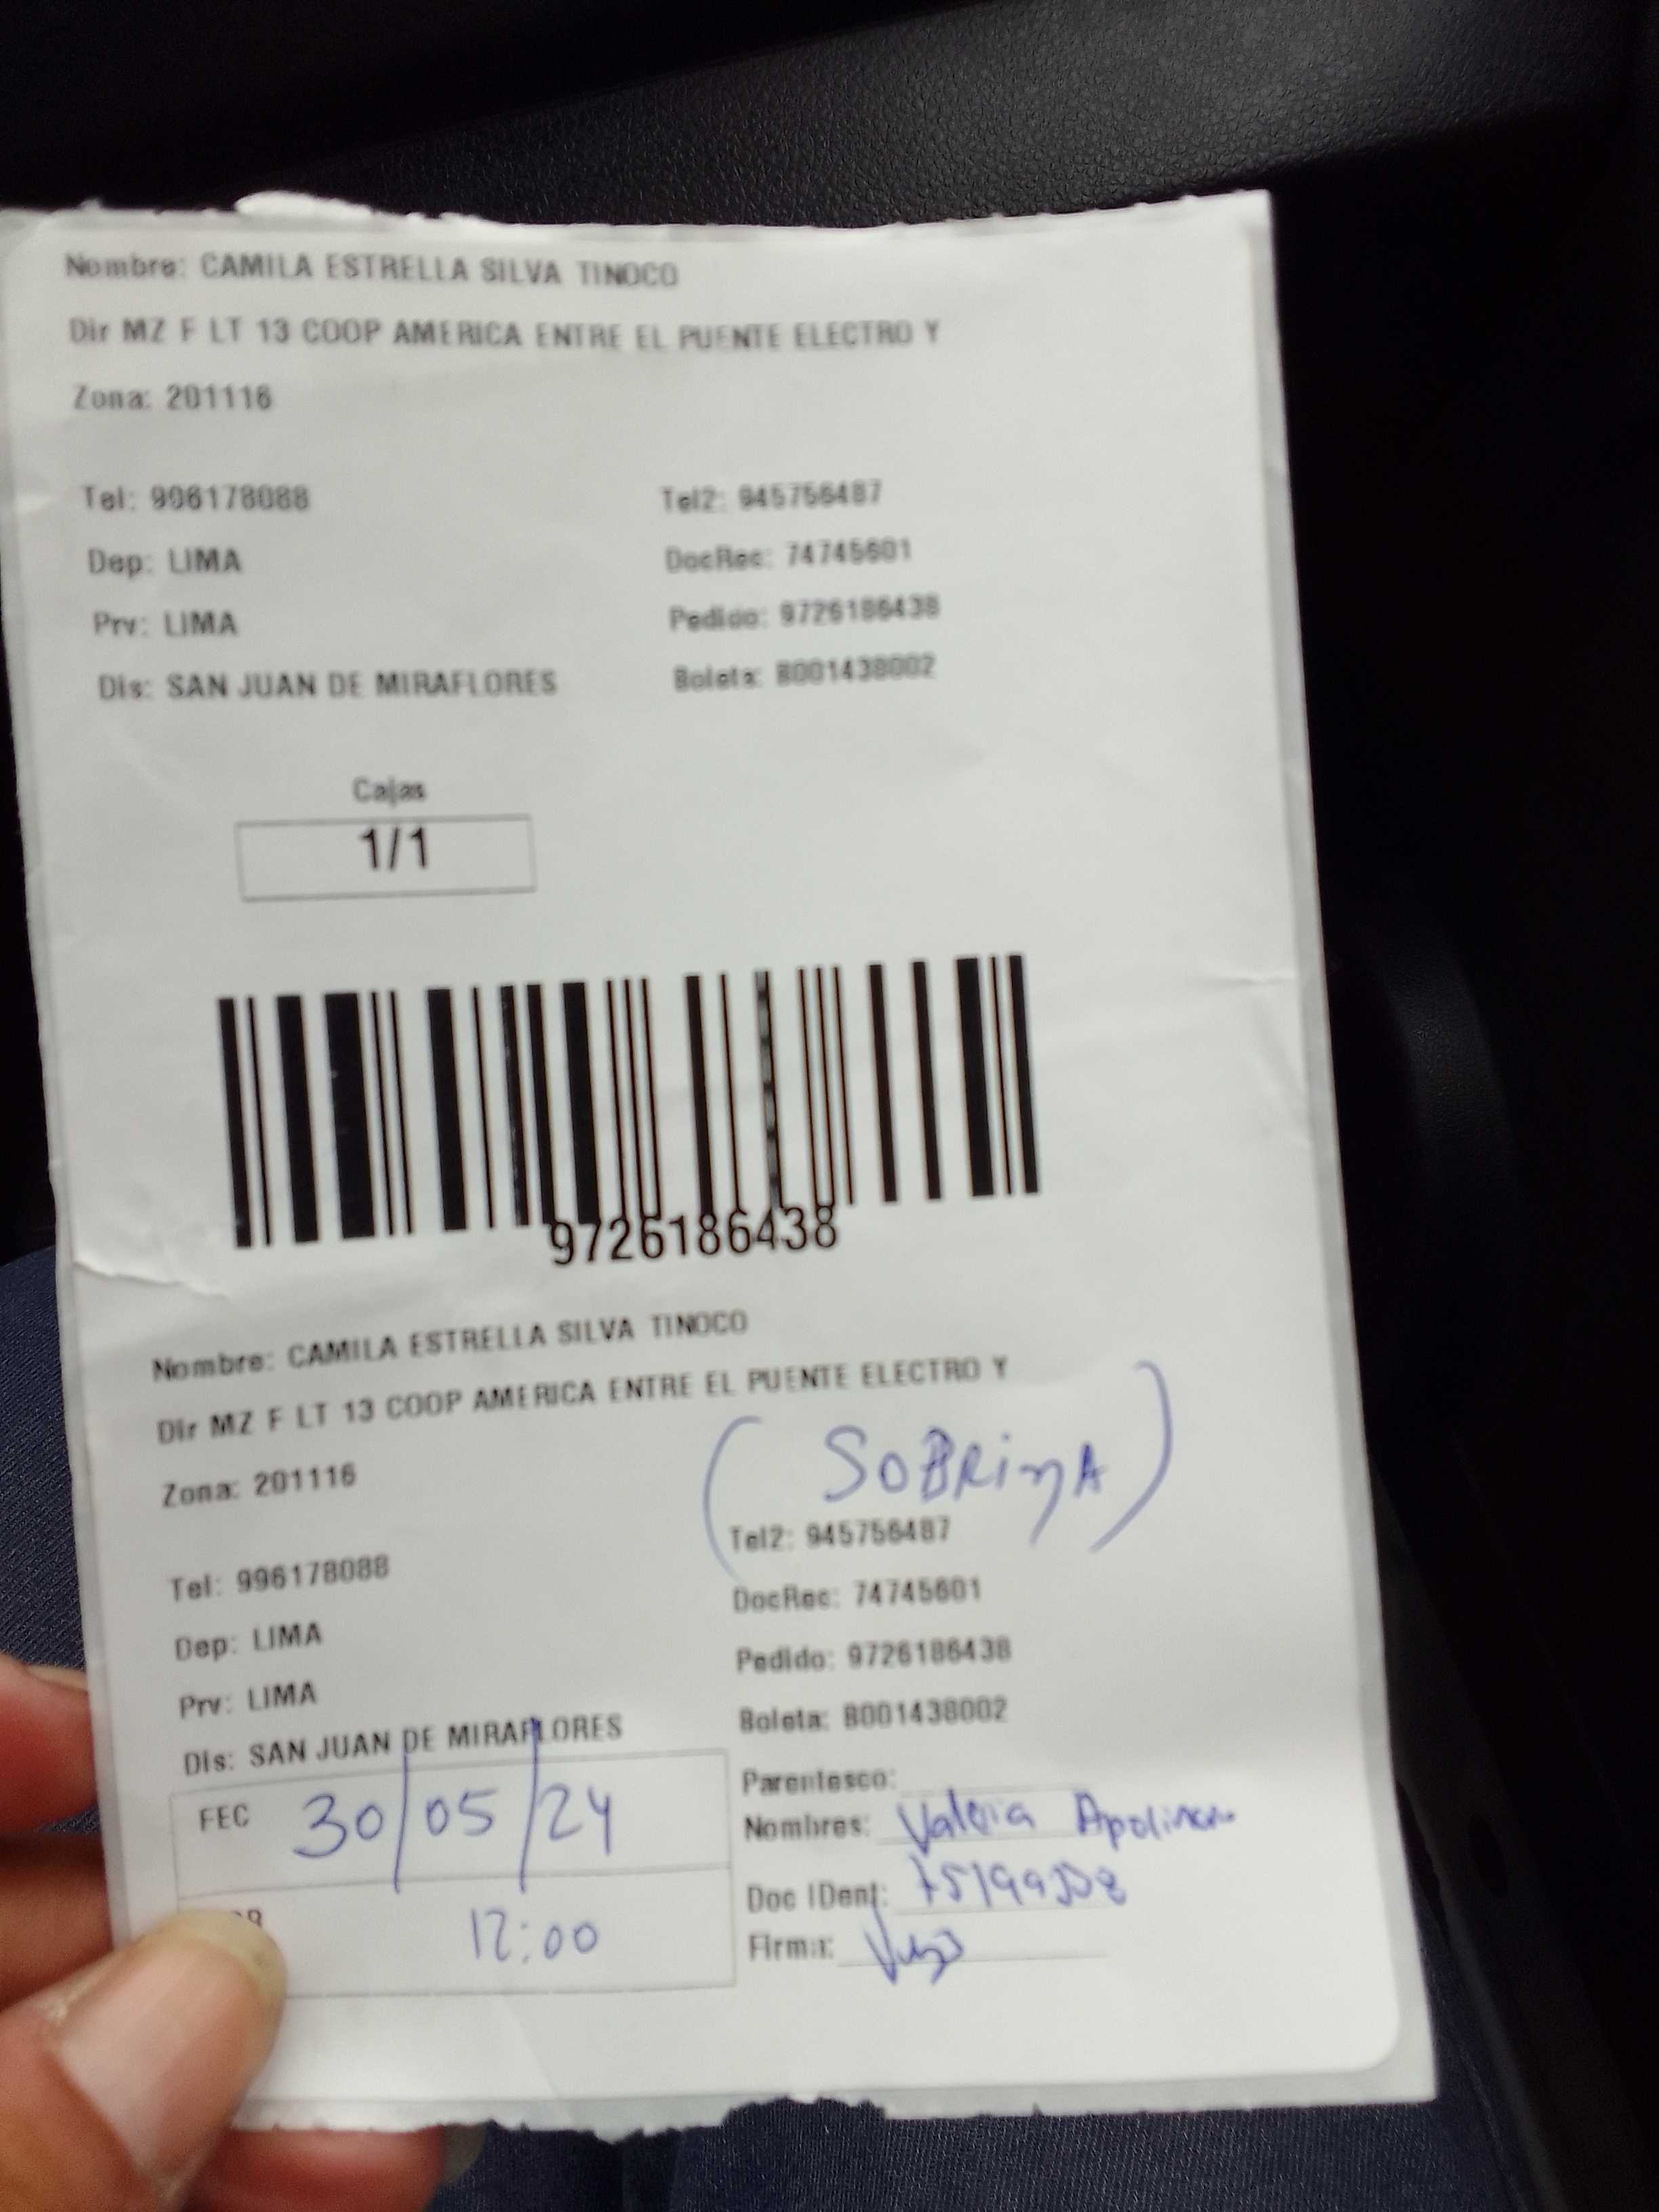 Nombre: CAMILA ESTRELLA SILVA TINOCO
Dir MZ F LT 13 COOP AMERICA ENTRE EL PUENTE ELECTRO Y
Zona: 201116
Tel: 996178088 Tel2: 945756487
Dep: LIMA DocRec: 74745601
Prv: LIMA Pedido: 9726186438
Dis: SAN JUAN DE MIRAFLORES Boleta: B001438002
Cajas
1/1
9726186438
Nombre: CAMILA ESTRELLA SILVA TINOCO
Dir MZ F LT 13 COOP AMERICA ENTRE EL PUENTE ELECTRO Y
Zona: 201116
(SOBRinA)
Tel: 996178088 Tel2: 945756487
Dep: LIMA DocRec: 74745601
Prv: LIMA Pedido: 9726186438
Dis: SAN JUAN DE MIRAFLORES Boleta: B001438002
Parentesco:
FEC 30/05/24 Nombres: Valeria
12:00 Doc IDent:
Firma: